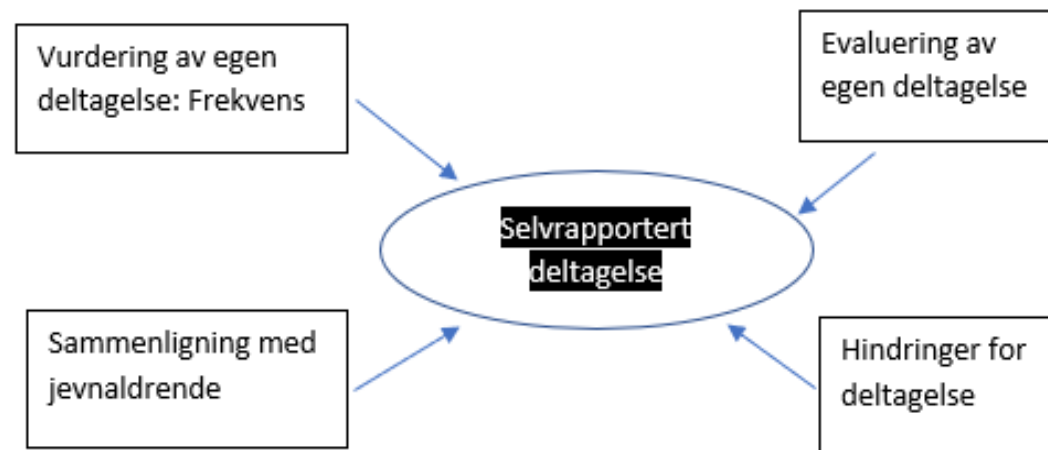 Vurdering av egen
deltagelse: Frekvens
Evaluering av
egen deltagelse
Selvrapportert
deltagelse
Sammenligning med
jevnaldrende
Hindringer for
deltagelse